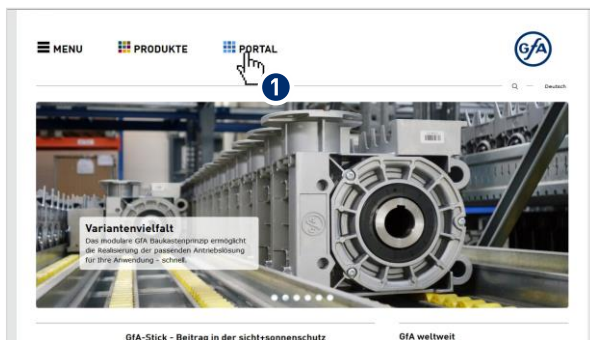 MENU
PRODUKTE
PORTAL
GfA
1
Deutsch
Variantenvielfalt
Das modulare GfA Baukastenprinzip ermöglicht
die Realisierung der passenden Antriebslösung
für Ihre Anwendung – schnell.
GfA-Stick - Beitrag in der sicht+sonnenschutz
GfA weltweit